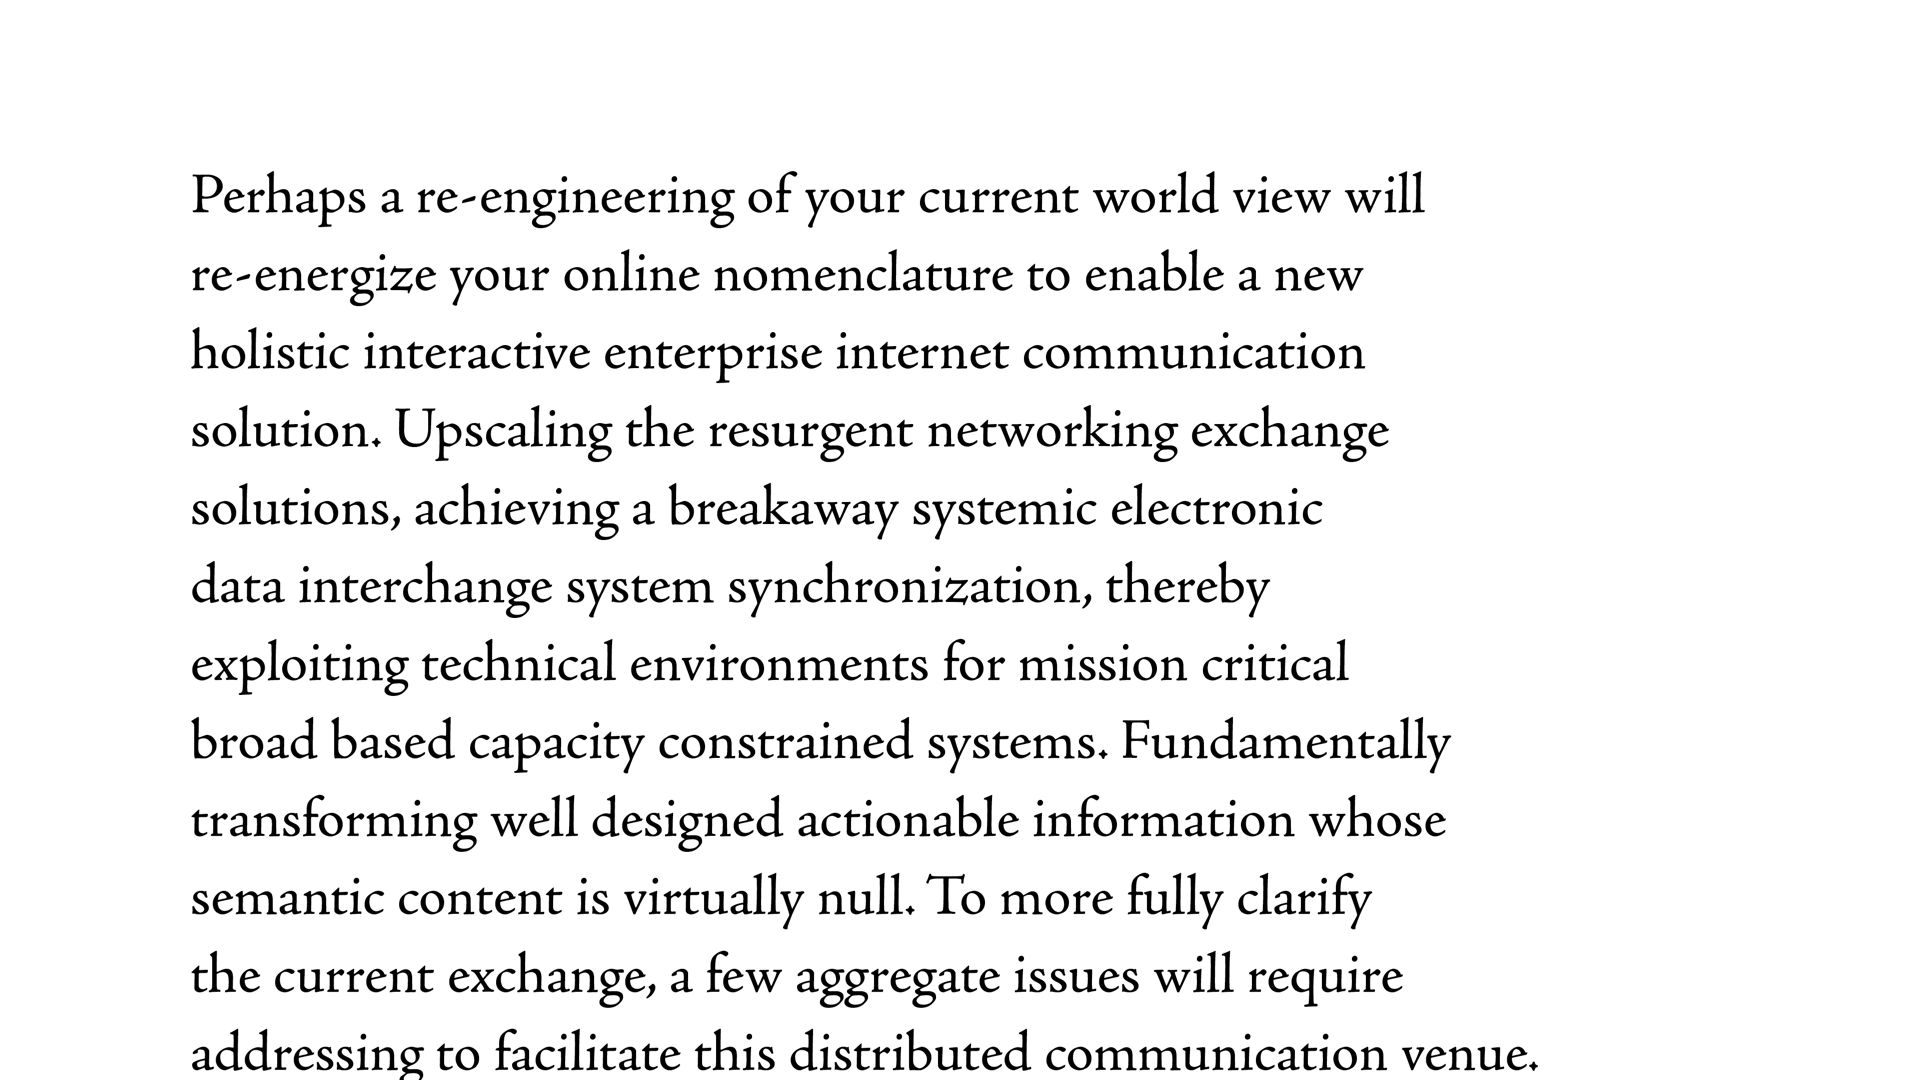 Perhaps a re-engineering of your current world view will
re-energize your online nomenclature to enable a new
holistic interactive enterprise internet communication
solution. Upscaling the resurgent networking exchange
solutions, achieving a breakaway systemic electronic
data interchange system synchronization, thereby
exploiting technical environments for mission critical
broad based capacity constrained systems. Fundamentally
transforming well designed actionable information whose
semantic content is virtually null. To more fully clarify
the current exchange, a few aggregate issues will require
addressing to facilitate this distributed communication venue.